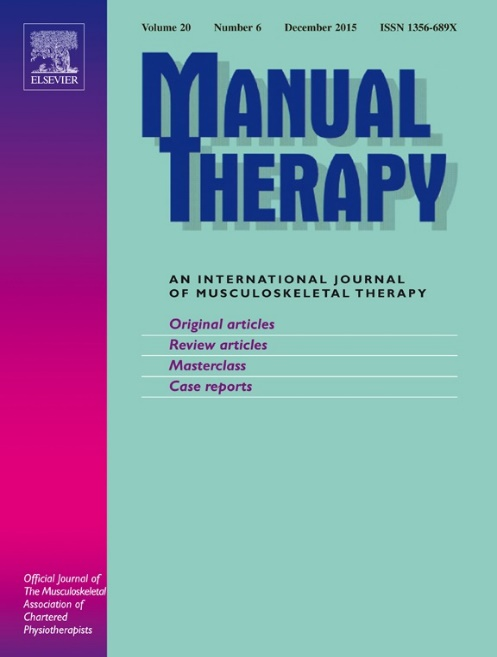 Volume 20 Number 6 December 2015 ISSN 1356-689X
ELSEVIER
MANUAL
THERAPY
AN INTERNATIONAL JOURNAL
OF MUSCULOSKELETAL THERAPY
Original articles
Review articles
Masterclass
Case reports
Official Journal of
The Musculoskeletal
Association of
Chartered
Physiotherapists